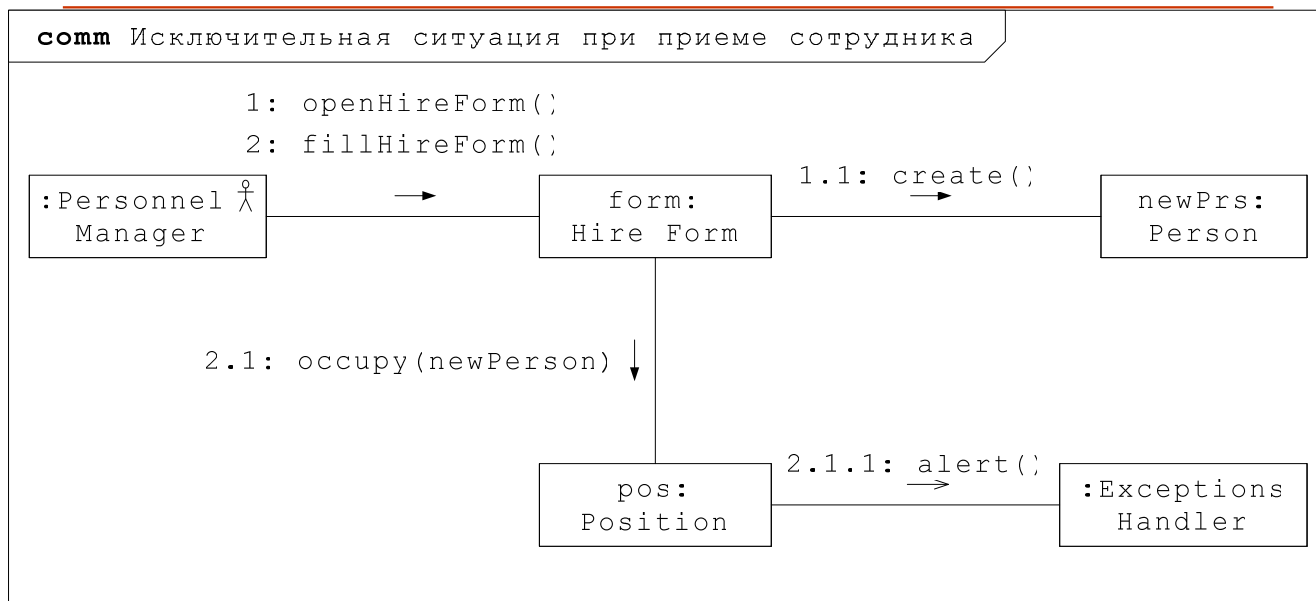 comm Исключительная ситуация при приеме сотрудника
1: openHireForm()
2: fillHireForm()
:Personnel
Manager
form:
Hire Form
1.1: create()
newPrs:
Person
2.1: occupy(newPerson)
pos:
Position
2.1.1: alert()
:Exceptions
Handler